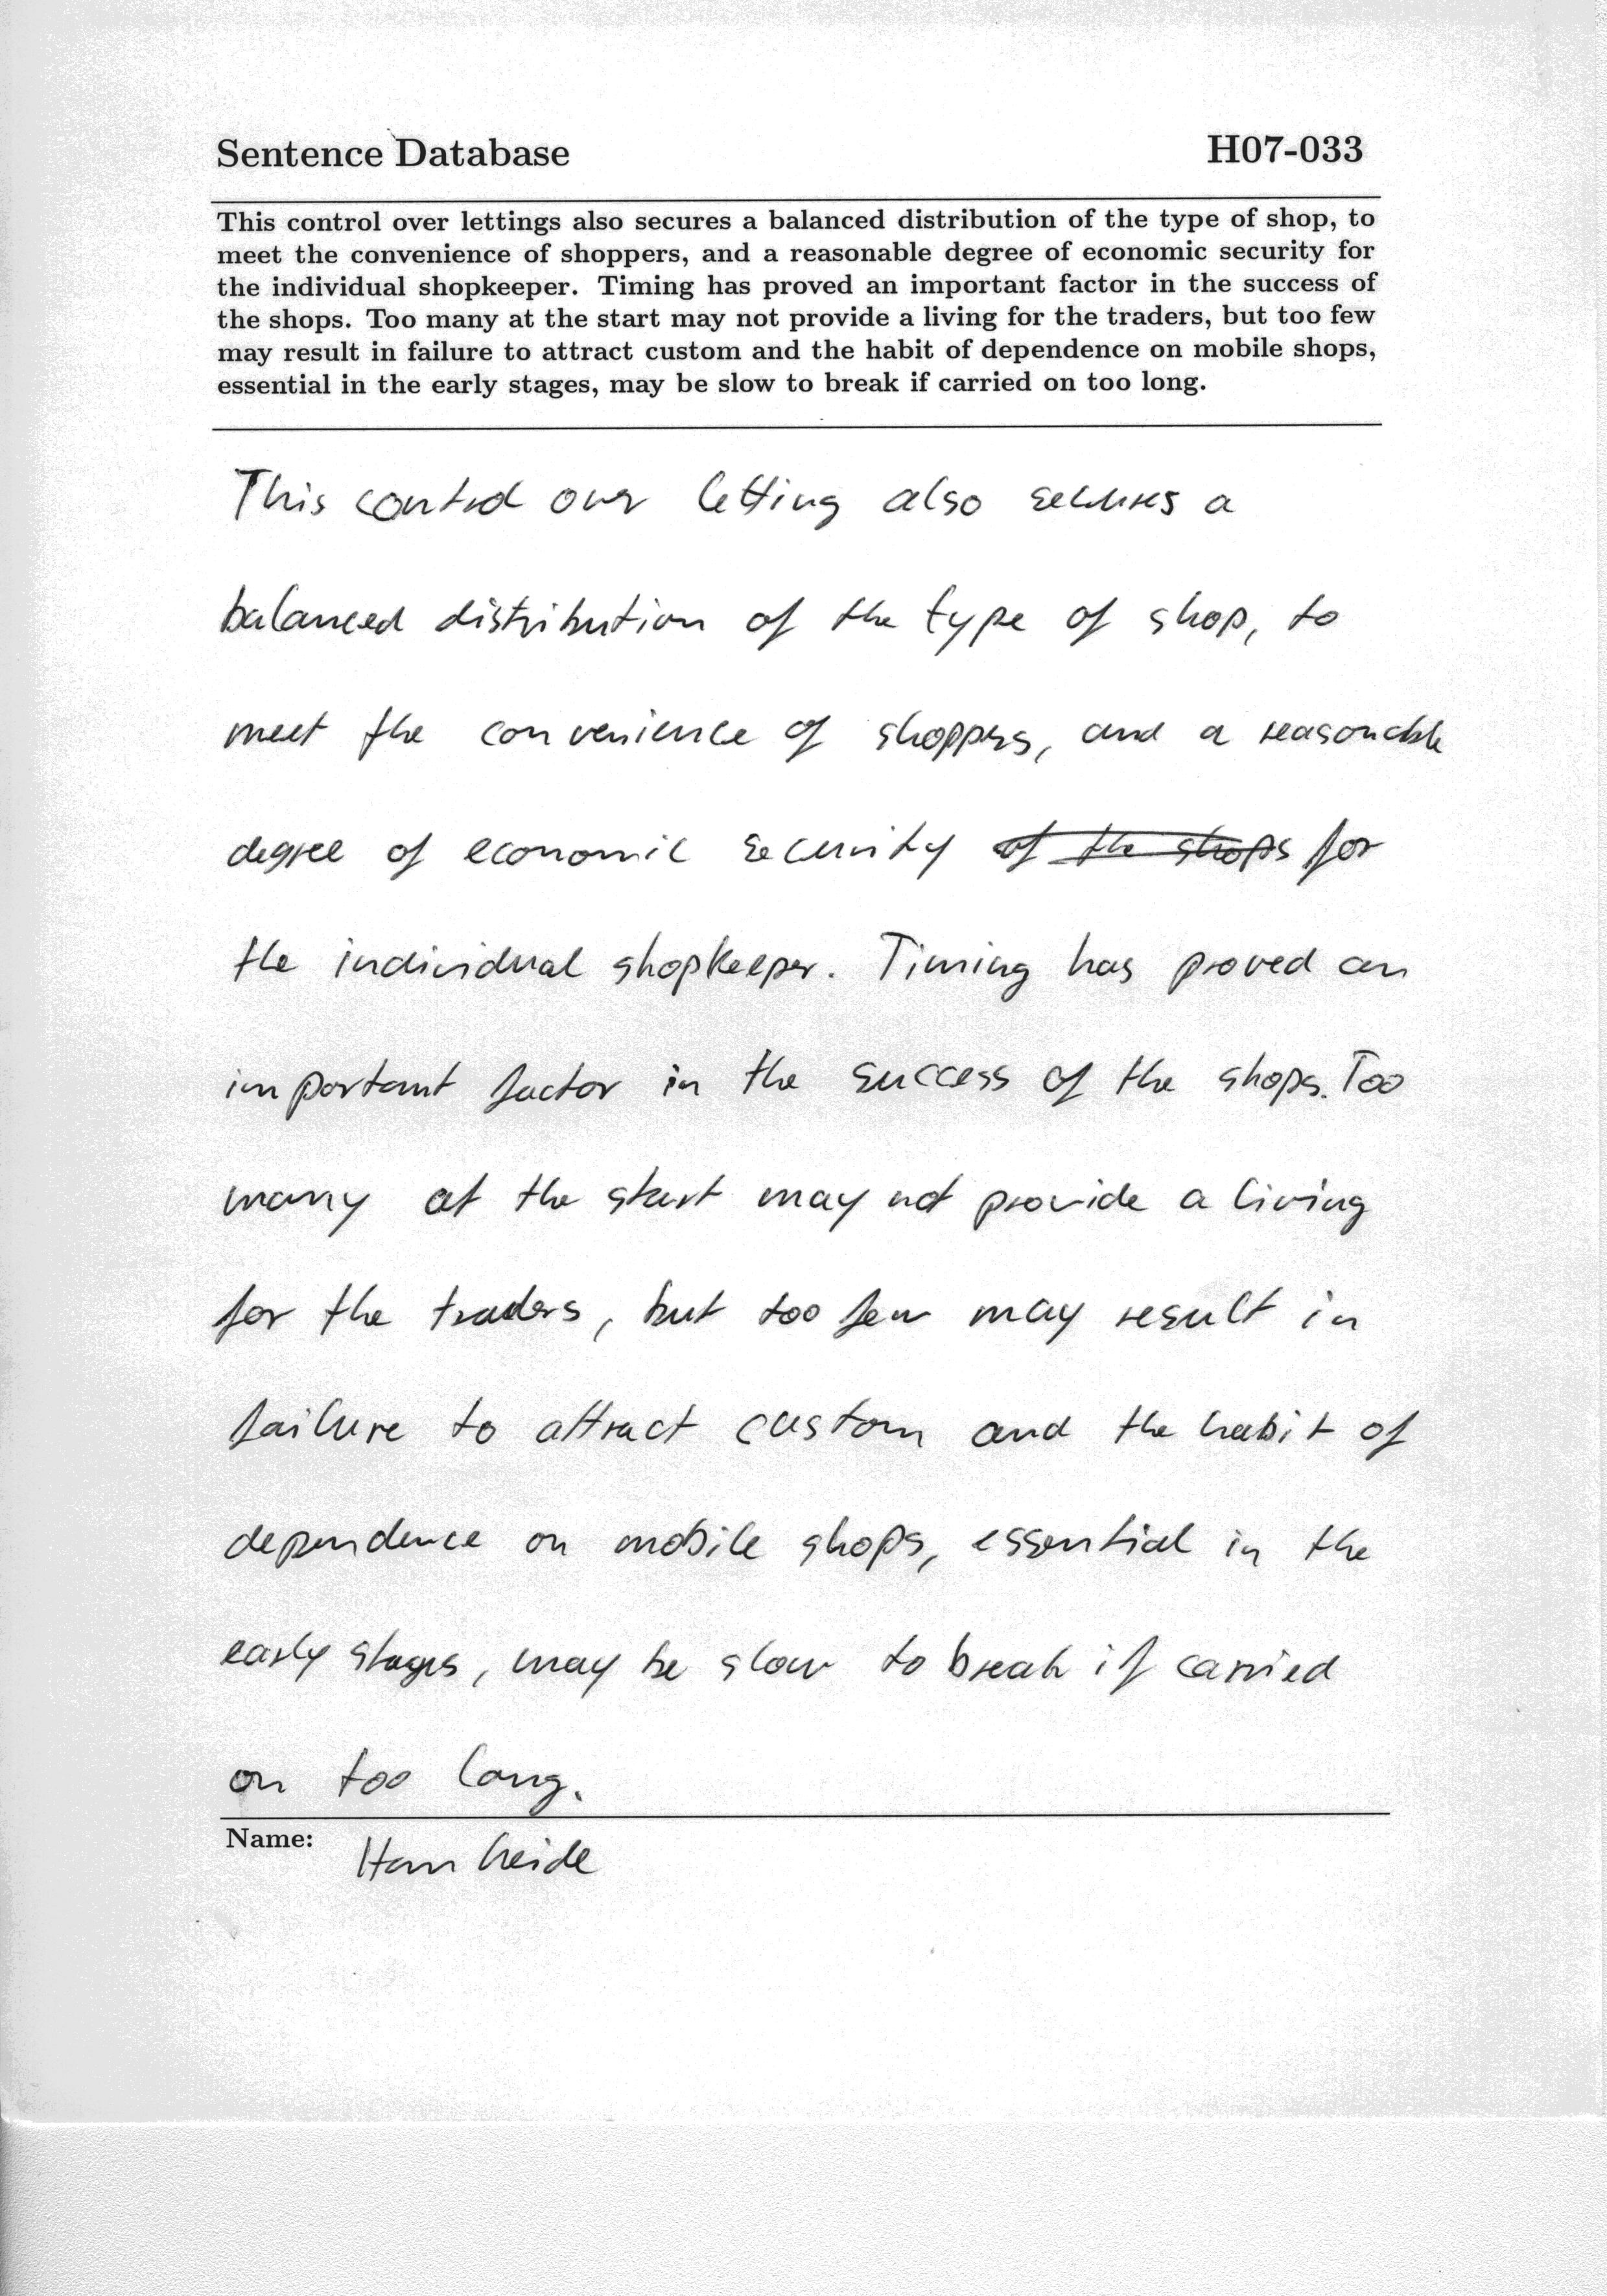 Sentence Database H07-033
This control over lettings also secures a balanced distribution of the type of shop, to
meet the convenience of shoppers, and a reasonable degree of economic security for
the individual shopkeeper. Timing has proved an important factor in the success of
the shops. Too many at the start may not provide a living for the traders, but too few
may result in failure to attract custom and the habit of dependence on mobile shops,
essential in the early stages, may be slow to break if carried on too long.
This control over letting also secures a
balanced distribution of the type of shop, to
meet the convenience of shoppers, and a reasonable
degree of economic security of the shops for
the individual shopkeeper. Timing has proved an
important factor in the success of the shops. Too
many at the start may not provide a living
for the traders, but too few may result in
failure to attract custom and the habit of
dependence on mobile shops, essential in the
early stages, may be slow to break if carried
on too long.
Name: